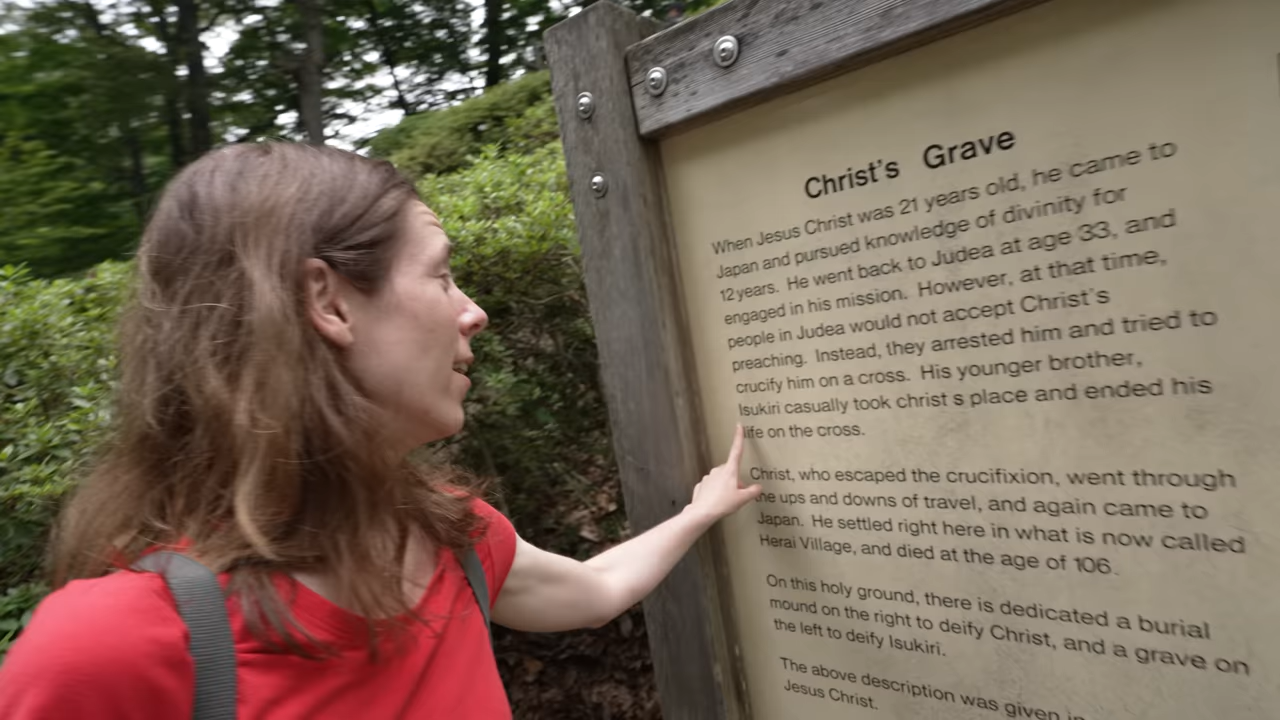 Christ's Grave
When Jesus Christ was 21 years old, he came to
Japan and pursued knowledge of divinity for
12years. He went back to Judea at age 33, and
engaged in his mission. However, at that time,
people in Judea would not accept Christ's
preaching. Instead, they arrested him and tried to
crucify him on a cross. His younger brother,
Isukiri casually took christ s place and ended his
life on the cross.
Christ, who escaped the crucifixion, went through
the ups and downs of travel, and again came to
Japan. He settled right here in what is now called
Herai Village, and died at the age of 106.
On this holy ground, there is dedicated a burial
mound on the right to deify Christ, and a grave on
the left to deify Isukiri.
The above description was given in
Jesus Christ.